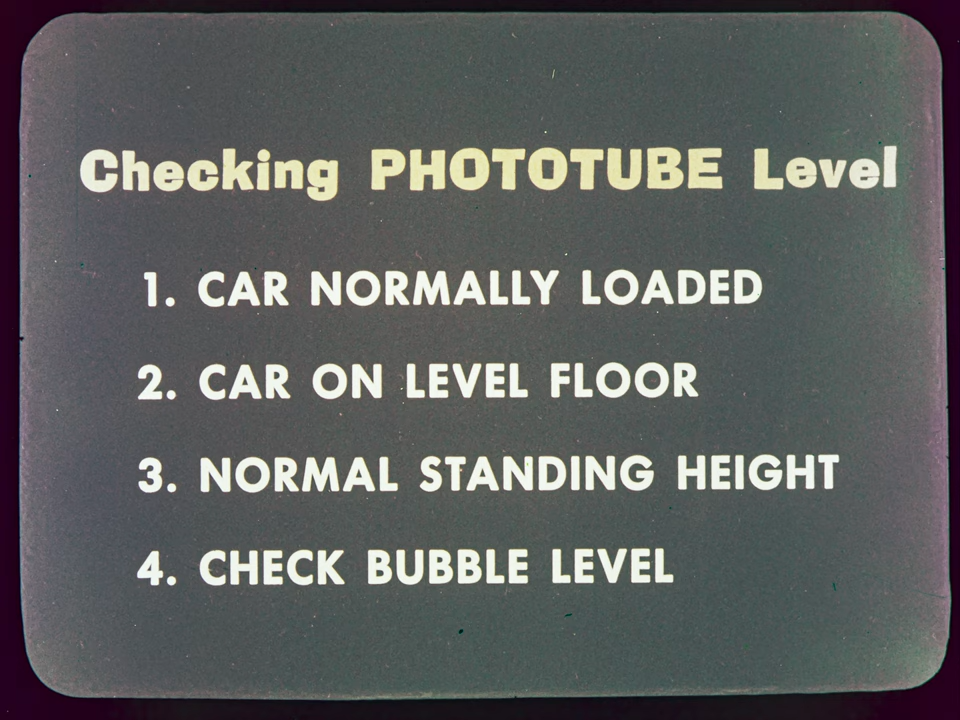 Checking PHOTOTUBE Level
1. CAR NORMALLY LOADED
2. CAR ON LEVEL FLOOR
3. NORMAL STANDING HEIGHT
4. CHECK BUBBLE LEVEL